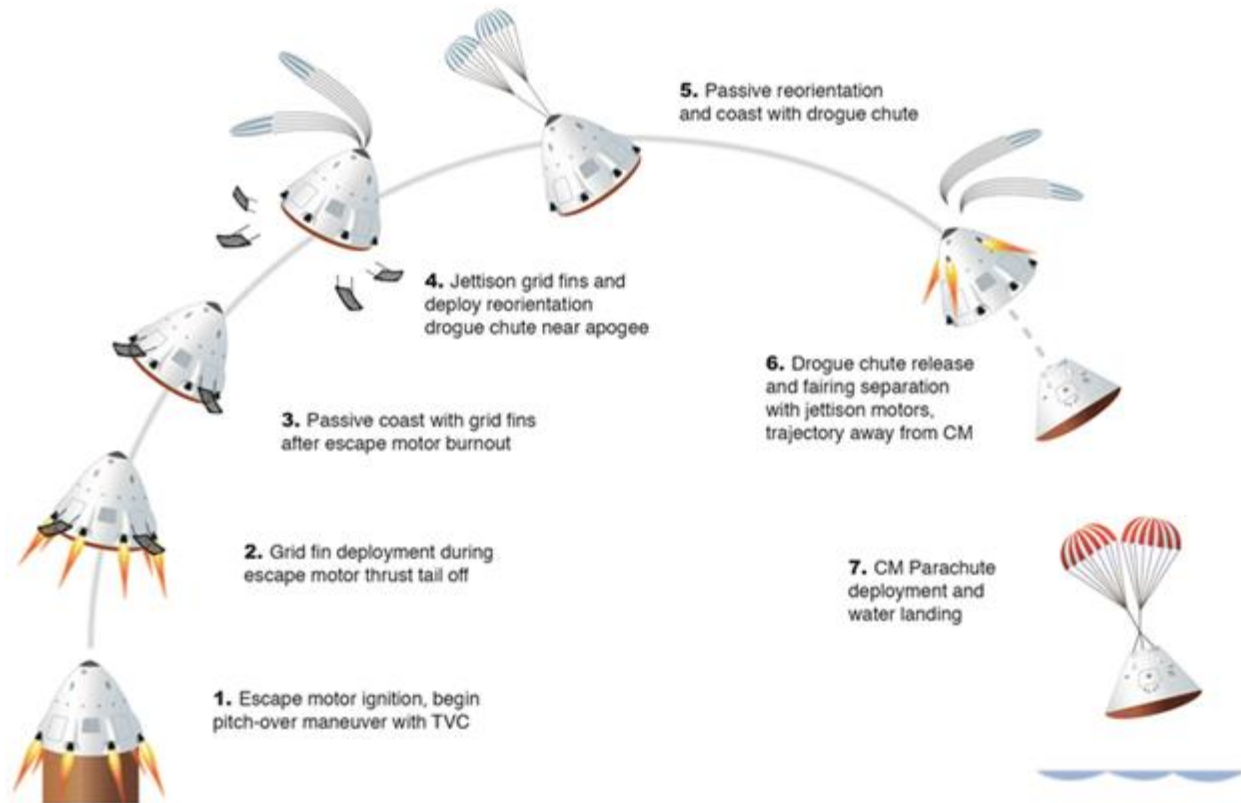 1. Escape motor ignition, begin
pitch-over maneuver with TVC
2. Grid fin deployment during
escape motor thrust tail off
3. Passive coast with grid fins
after escape motor burnout
4. Jettison grid fins and
deploy reorientation
drogue chute near apogee
5. Passive reorientation
and coast with drogue chute
6. Drogue chute release
and fairing separation
with jettison motors,
trajectory away from CM
7. CM Parachute
deployment and
water landing